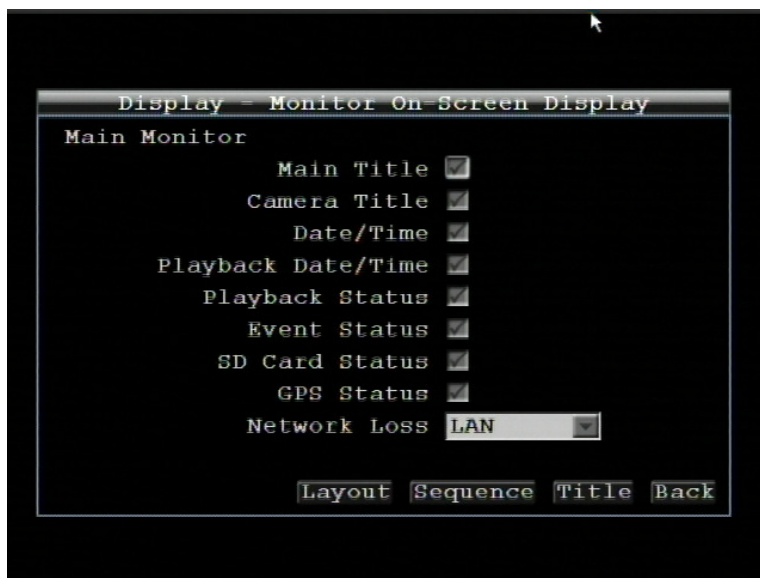 Display - Monitor On-Screen Display
Main Monitor
Main Title
Camera Title
Date/Time
Playback Date/Time
Playback Status
Event Status
SD Card Status
GPS Status
Network Loss LAN
Layout Sequence Title Back